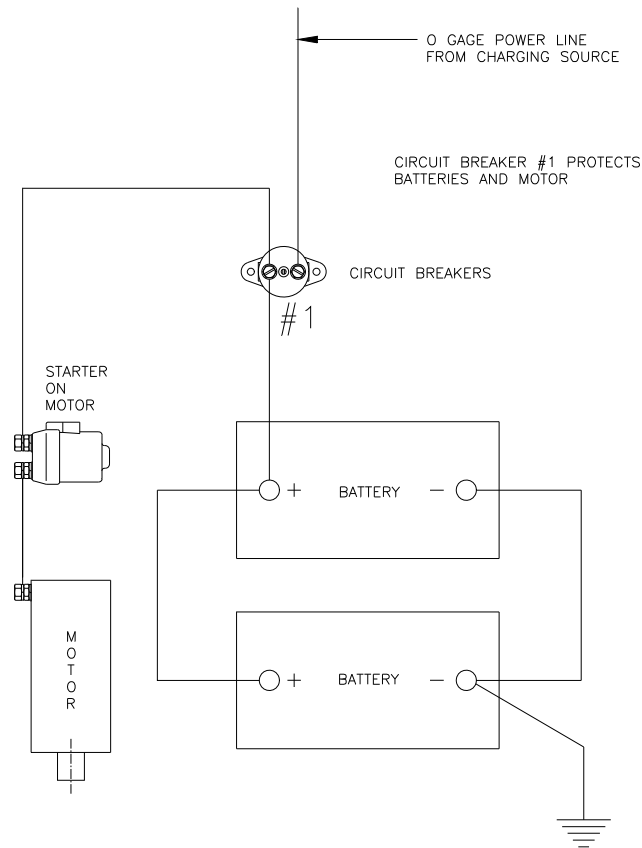 O GAGE POWER LINE
FROM CHARGING SOURCE
CIRCUIT BREAKER #1 PROTECTS
BATTERIES AND MOTOR
CIRCUIT BREAKERS
#1
STARTER
ON
MOTOR
+ BATTERY −
+ BATTERY −
M
O
T
O
R